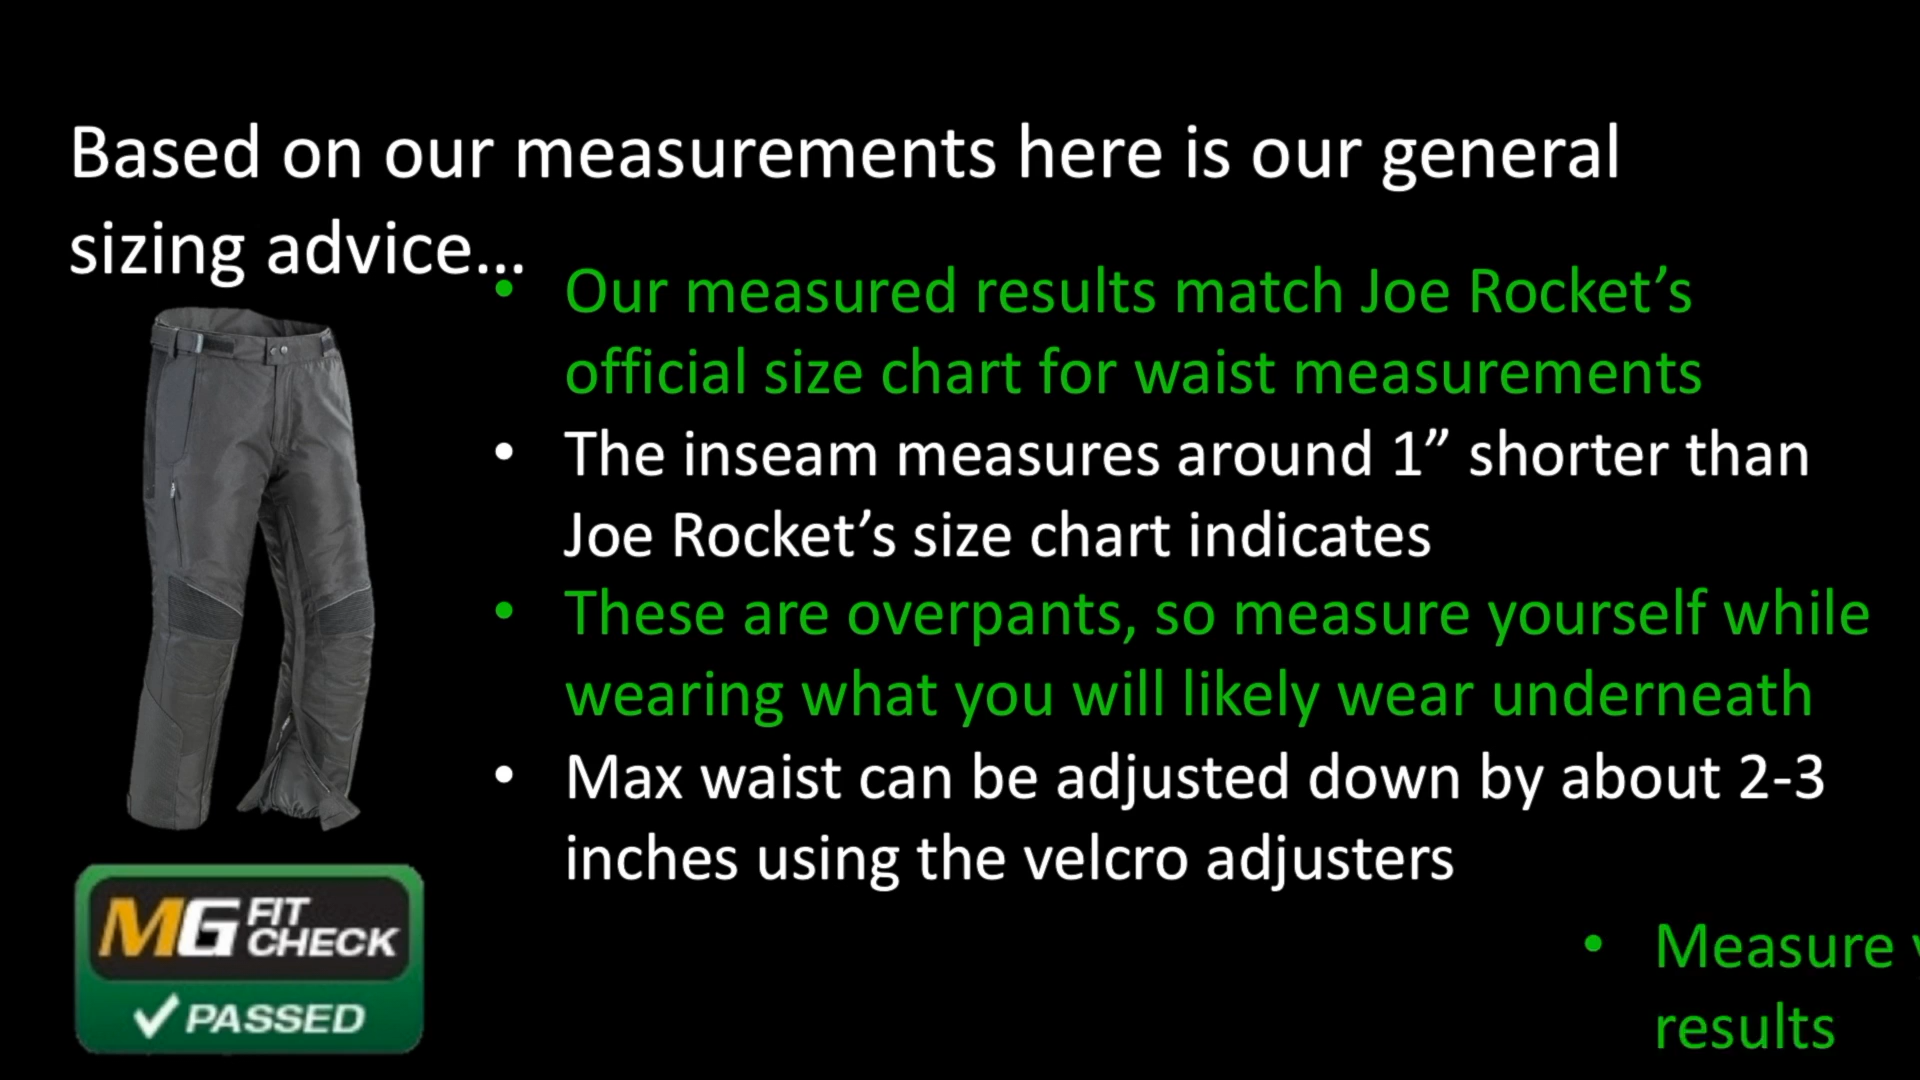 Based on our measurements here is our general
sizing advice…
• Our measured results match Joe Rocket’s
official size chart for waist measurements
• The inseam measures around 1” shorter than
Joe Rocket’s size chart indicates
• These are overpants, so measure yourself while
wearing what you will likely wear underneath
• Max waist can be adjusted down by about 2-3
inches using the velcro adjusters
• Measure
results
MG FIT
CHECK
PASSED